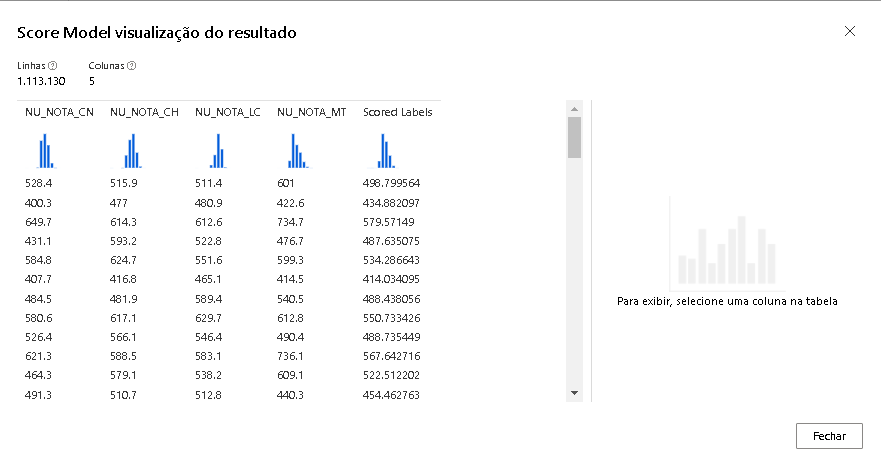 Score Model visualização do resultado
Linhas Colunas
1.113.130 5
NU_NOTA_CN NU_NOTA_CH NU_NOTA_LC NU_NOTA_MT Scored Labels
528.4 515.9 511.4 601 498.799564
400.3 477 480.9 422.6 434.882097
649.7 614.3 612.6 734.7 579.57149
431.1 593.2 522.8 476.7 487.635075
584.8 624.7 551.6 599.3 534.286643
407.7 416.8 465.1 414.5 414.034095
484.5 481.9 589.4 540.5 488.438056
580.6 617.1 629.7 612.8 550.733426
526.4 566.1 546.4 490.4 488.735449
621.3 588.5 583.1 736.1 567.642716
464.3 579.1 538.2 609.1 522.512202
491.3 510.7 512.8 440.3 454.462763
Para exibir, selecione uma coluna na tabela
Fechar